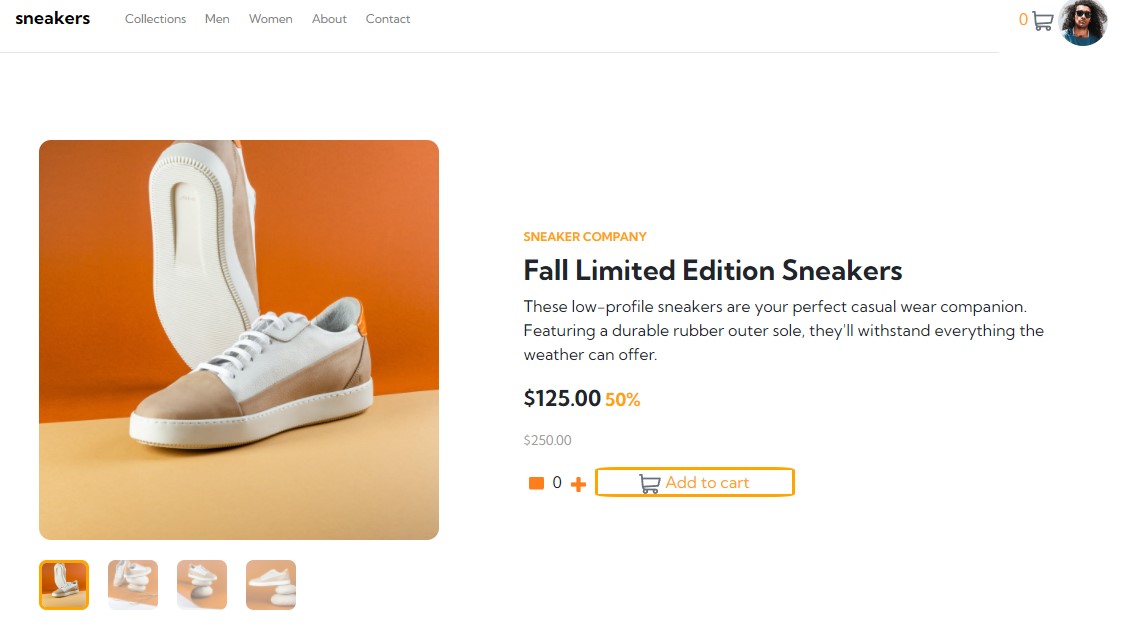 sneakers
Collections Men Women About Contact
0
SNEAKER COMPANY
Fall Limited Edition Sneakers
These low-profile sneakers are your perfect casual wear companion.
Featuring a durable rubber outer sole, they'll withstand everything the
weather can offer.
$125.00 50%
$250.00
0
Add to cart